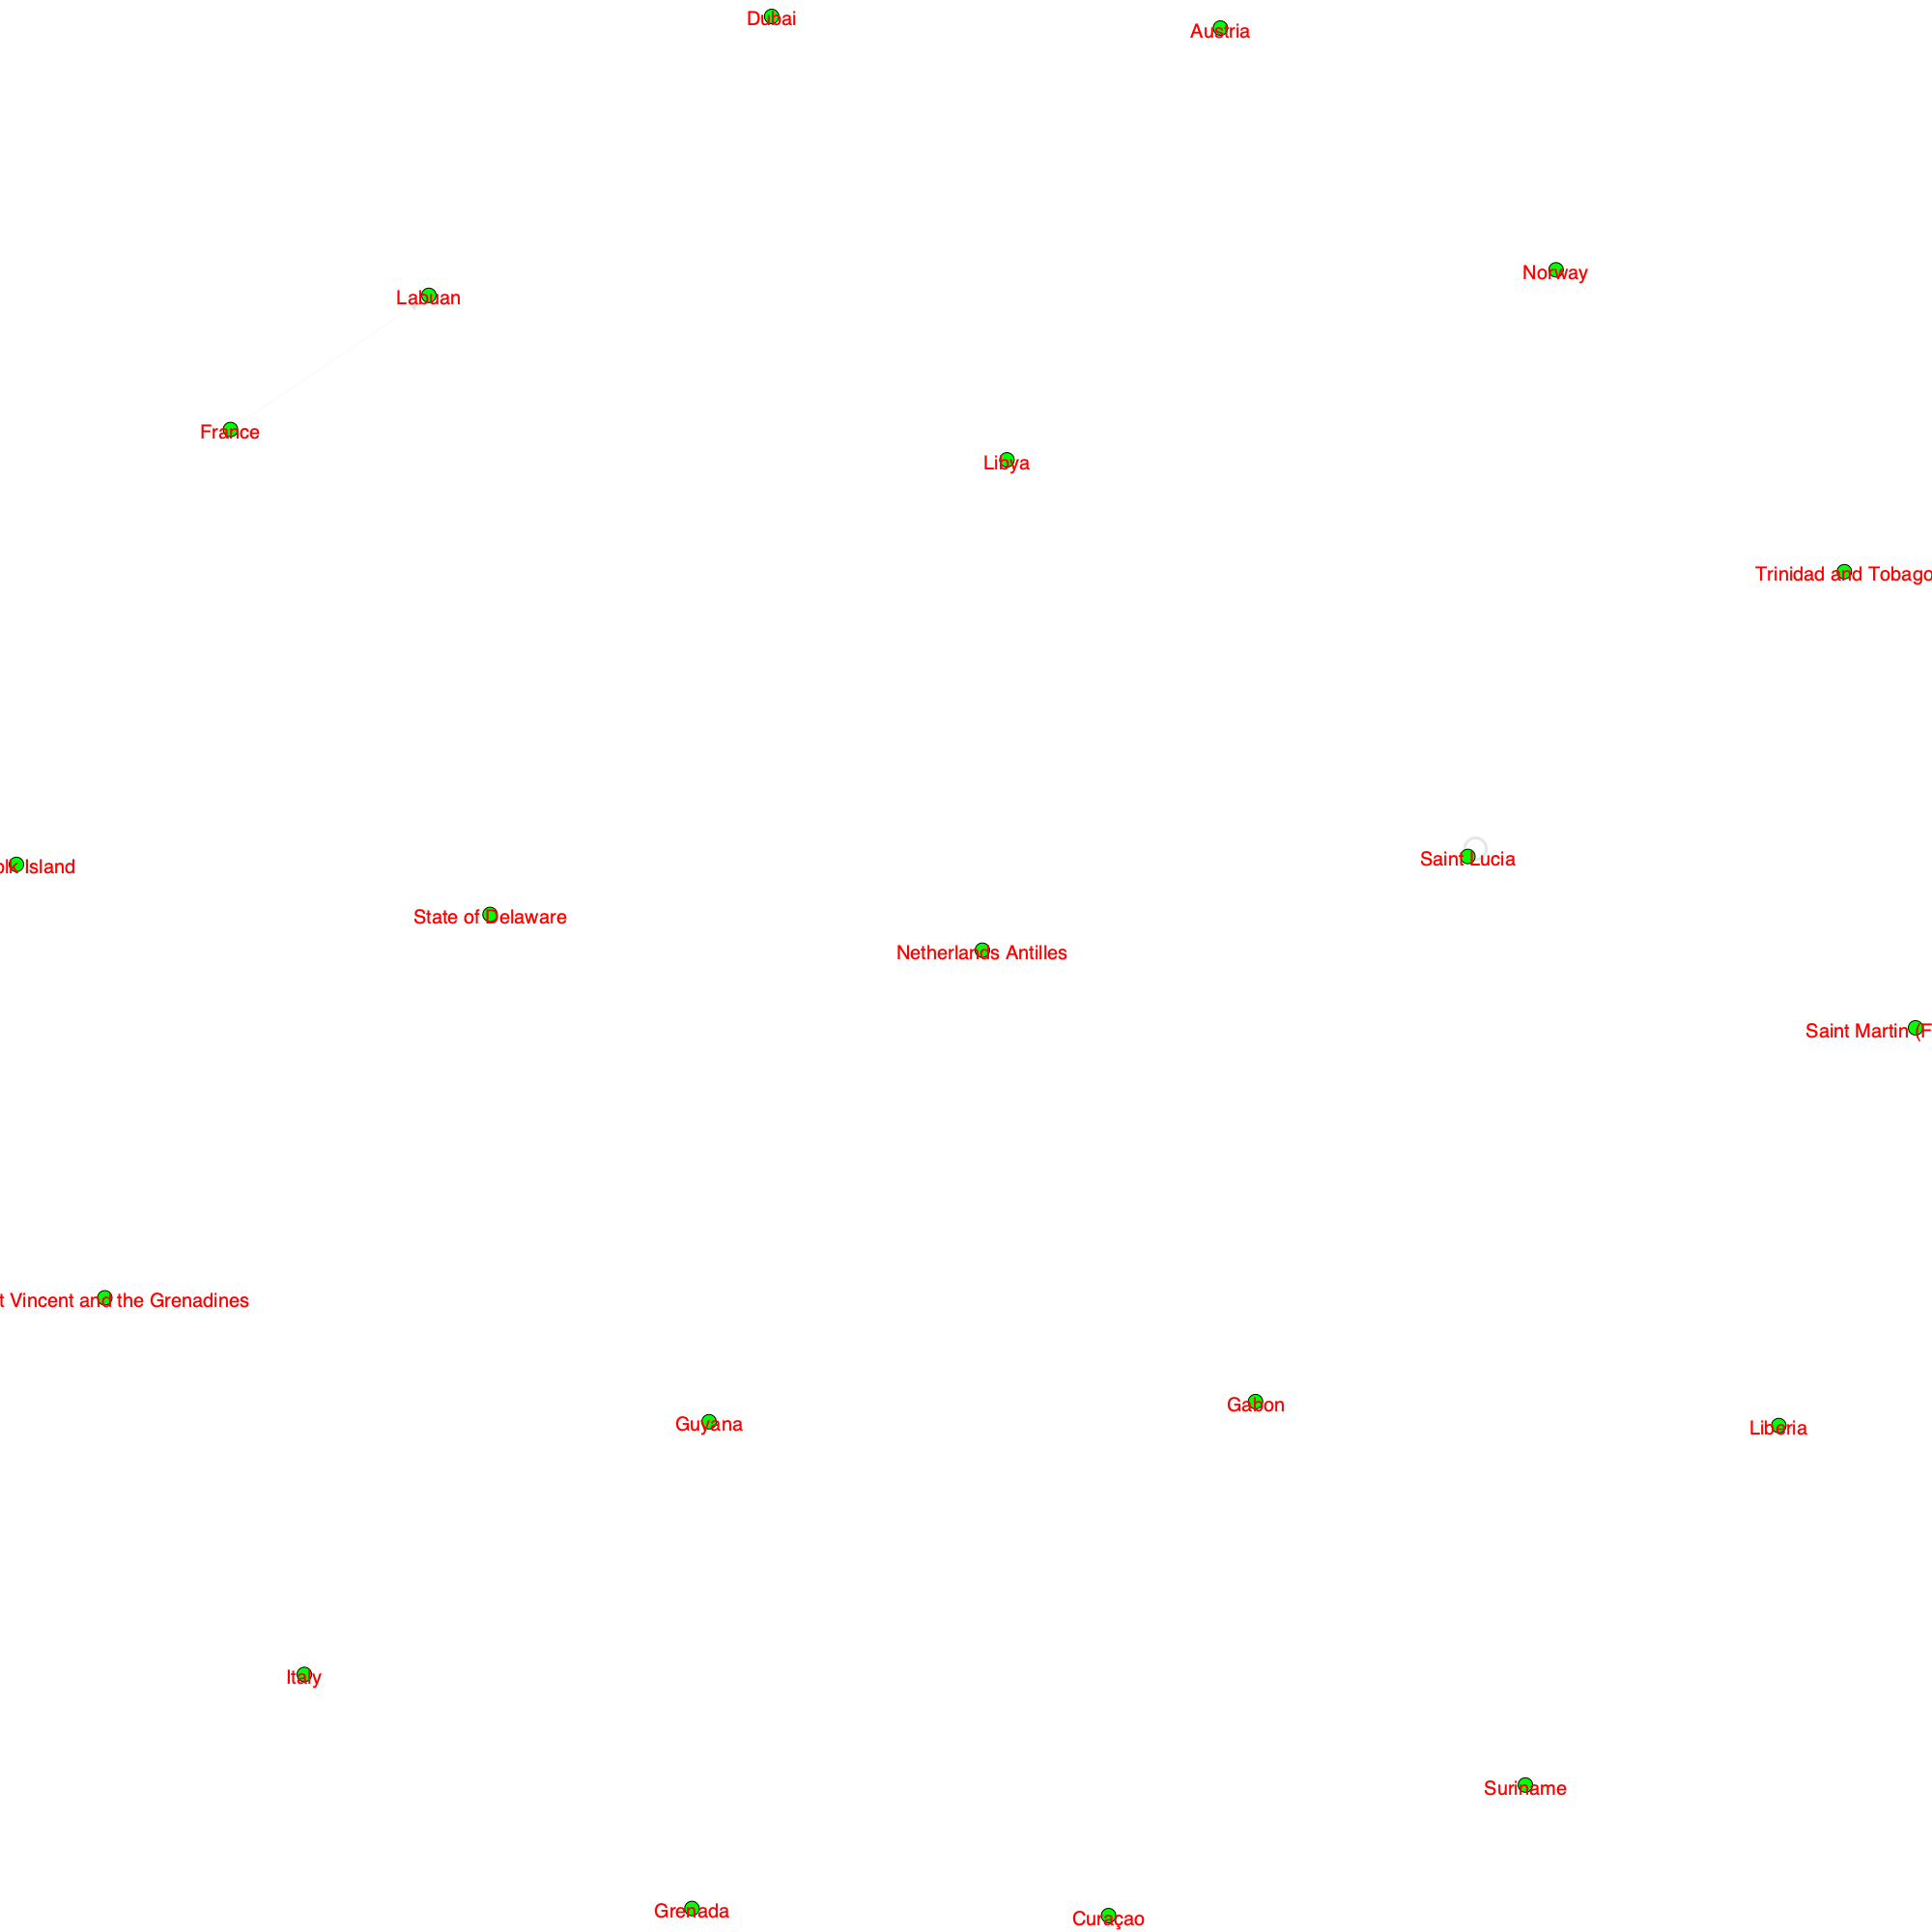 Dubai
Austria
Norway
Labuan
France
Libya
Trinidad and Tobago
Saint Lucia
olk Island
State of Delaware
Netherlands Antilles
Saint Martin (F
t Vincent and the Grenadines
Gabon
Guyana
Liberia
Italy
Suriname
Grenada
Curaçao